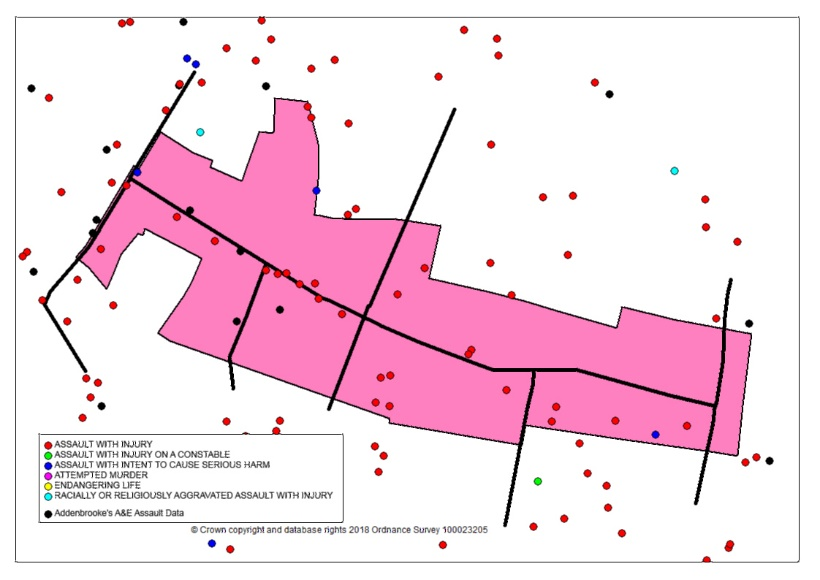 ASSAULT WITH INJURY
ASSAULT WITH INJURY ON A CONSTABLE
ASSAULT WITH INTENT TO CAUSE SERIOUS HARM
ATTEMPTED MURDER
ENDANGERING LIFE
RACIALLY OR RELIGIOUSLY AGGRAVATED ASSAULT WITH INJURY
Addenbrooke's A&E Assault Data
© Crown copyright and database rights 2018 Ordnance Survey 100023205